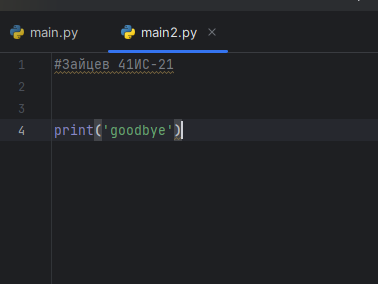 main.py
main2.py
1 #Зайцев 41ИС-21
2
3
4 print('goodbye')